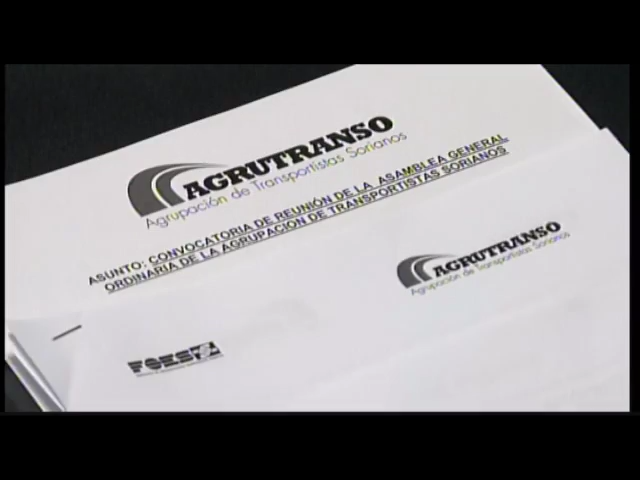 AGRUTRANSO
Agrupación de Transportistas Sorianos
ASUNTO: CONVOCATORIA DE REUNIÓN DE LA ASAMBLEA GENERAL
ORDINARIA DE LA AGRUPACIÓN DE TRANSPORTISTAS SORIANOS
AGRUTRANSO
Agrupación de Transportistas Sorianos
FOES